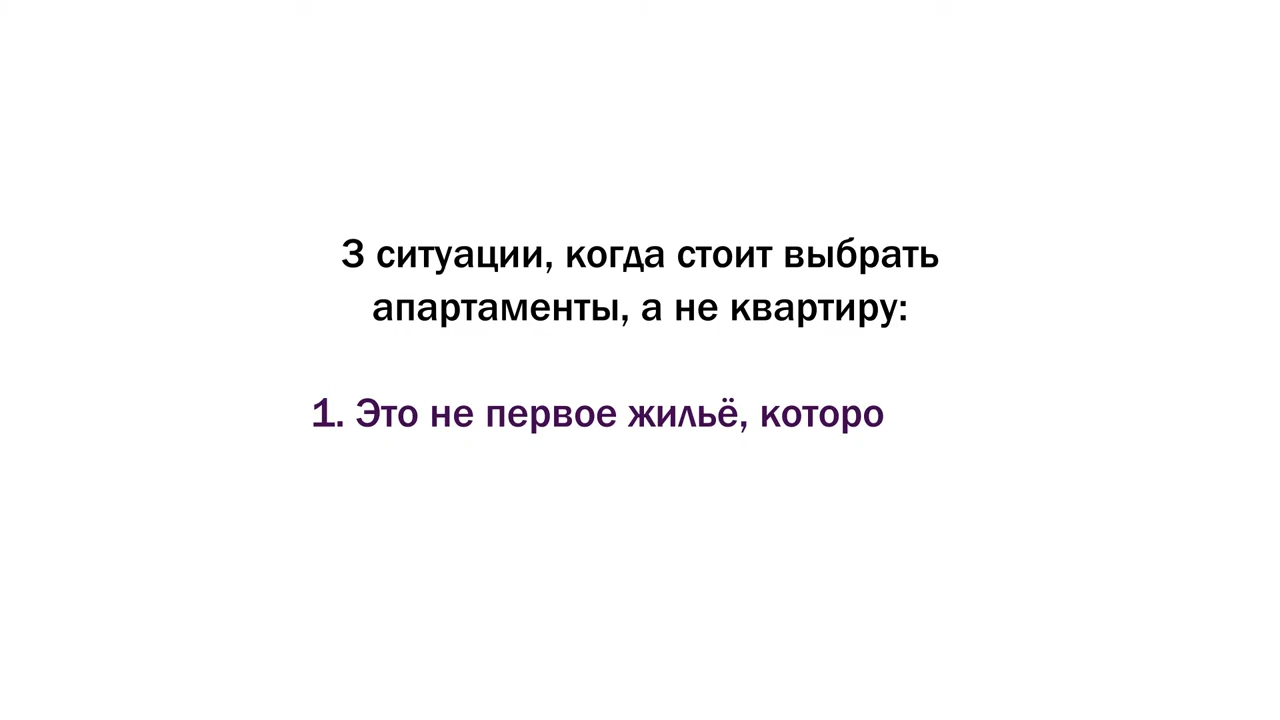 3 ситуации, когда стоит выбрать
апартаменты, а не квартиру:
1. Это не первое жильё, которо